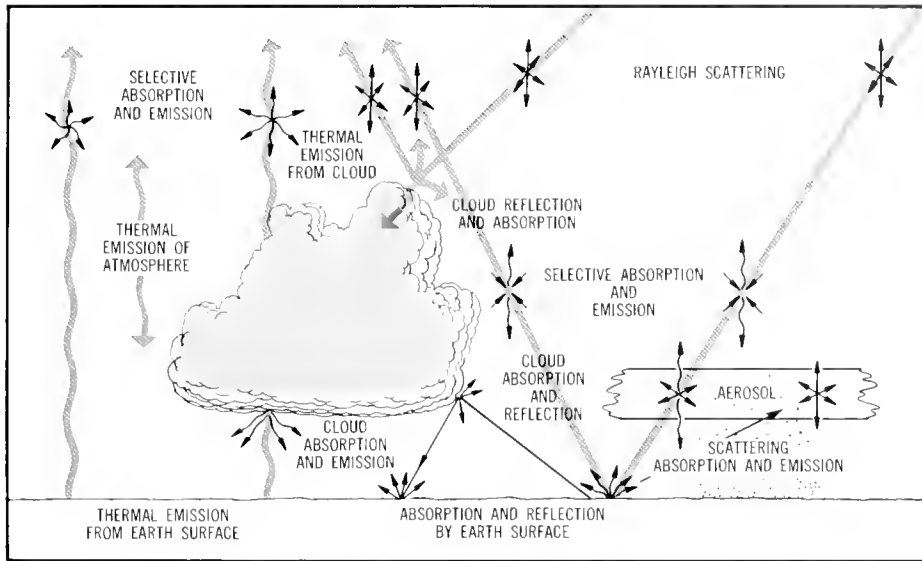 SELECTIVE
ABSORPTION
AND EMISSION
RAYLEIGH SCATTERING
THERMAL
EMISSION
FROM CLOUD
THERMAL
EMISSION OF
ATMOSPHERE
CLOUD REFLECTION
AND ABSORPTION
SELECTIVE ABSORPTION
AND
EMISSION
CLOUD
ABSORPTION
AND
REFLECTION
AEROSOL
CLOUD
ABSORPTION
AND EMISSION
SCATTERING
ABSORPTION AND EMISSION
THERMAL EMISSION
FROM EARTH SURFACE
ABSORPTION AND REFLECTION
BY EARTH SURFACE